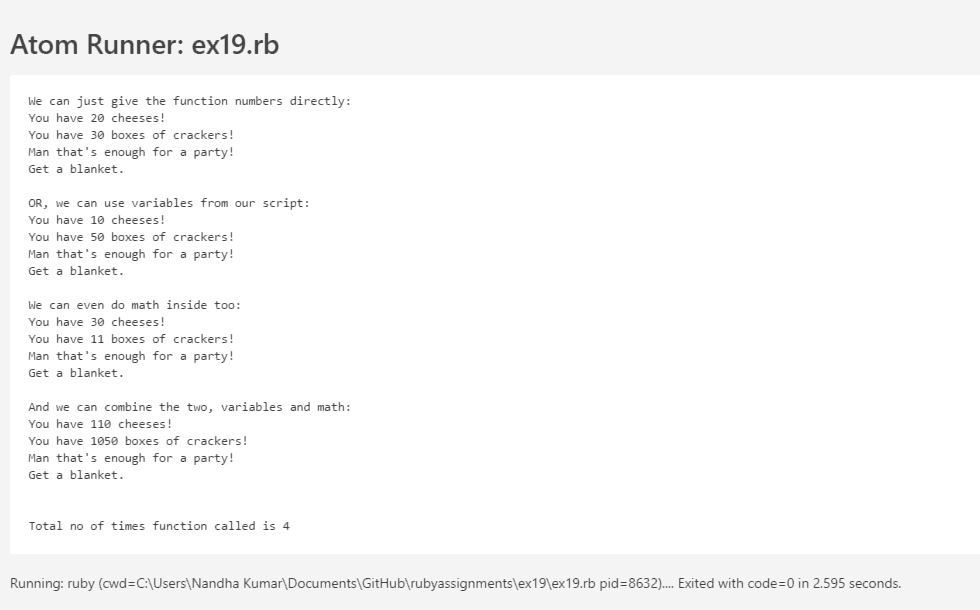 Atom Runner: ex19.rb
We can just give the function numbers directly:
You have 20 cheeses!
You have 30 boxes of crackers!
Man that's enough for a party!
Get a blanket.
OR, we can use variables from our script:
You have 10 cheeses!
You have 50 boxes of crackers!
Man that's enough for a party!
Get a blanket.
We can even do math inside too:
You have 30 cheeses!
You have 11 boxes of crackers!
Man that's enough for a party!
Get a blanket.
And we can combine the two, variables and math:
You have 110 cheeses!
You have 1050 boxes of crackers!
Man that's enough for a party!
Get a blanket.
Total no of times function called is 4
Running: ruby (cwd=C:\Users\Nandha Kumar\Documents\GitHub\rubyassignments\ex19\ex19.rb pid=8632).... Exited with code=0 in 2.595 seconds.